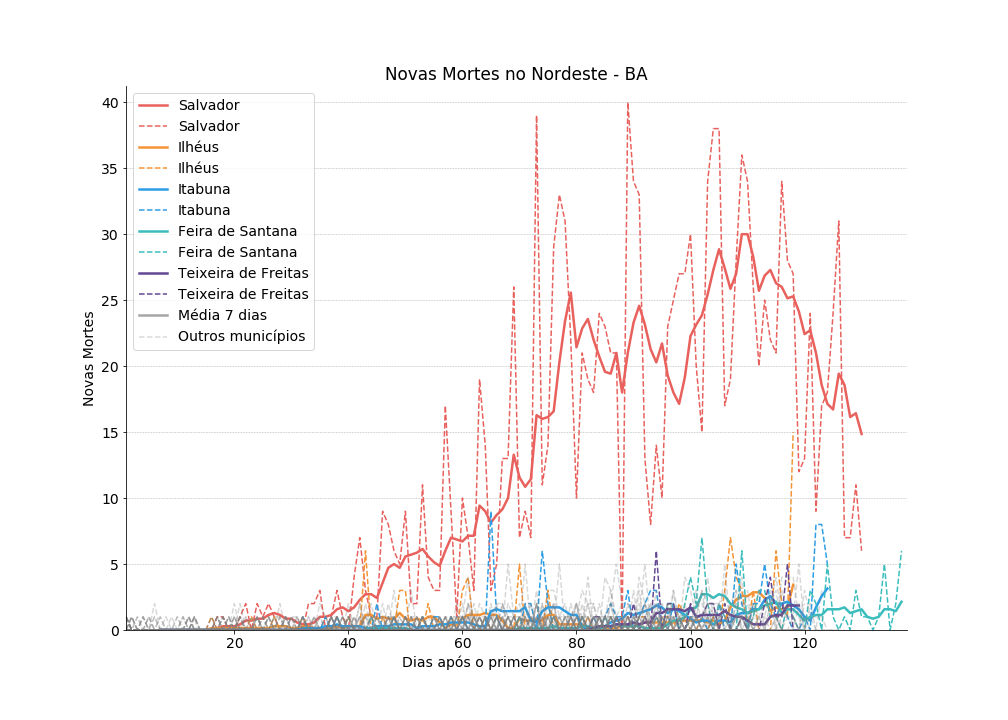 Novas Mortes no Nordeste - BA
40
35
30
25
20
15
10
5
0
Novas Mortes
Salvador
Salvador
Ilhéus
Ilhéus
Itabuna
Itabuna
Feira de Santana
Feira de Santana
Teixeira de Freitas
Teixeira de Freitas
Média 7 dias
Outros municípios
20 40 60 80 100 120
Dias após o primeiro confirmado